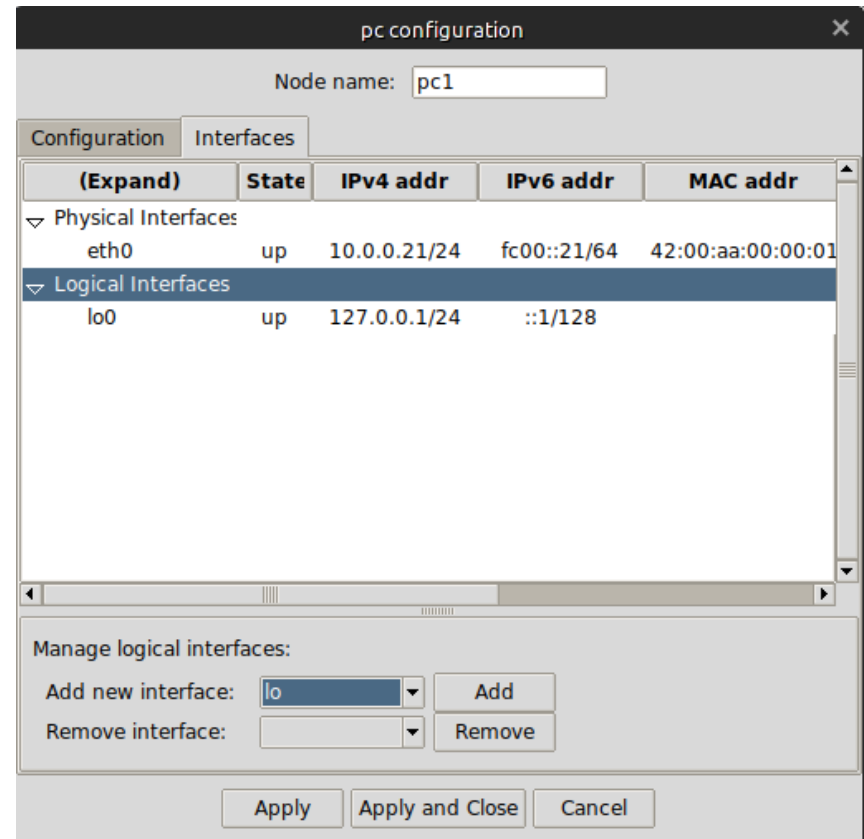 pc configuration
Node name: pc1
Configuration Interfaces
(Expand) State IPv4 addr IPv6 addr MAC addr
Physical Interfaces
eth0 up 10.0.0.21/24 fc00::21/64 42:00:aa:00:00:01
Logical Interfaces
lo0 up 127.0.0.1/24 ::1/128
Manage logical interfaces:
Add new interface: lo Add
Remove interface: Remove
Apply Apply and Close Cancel